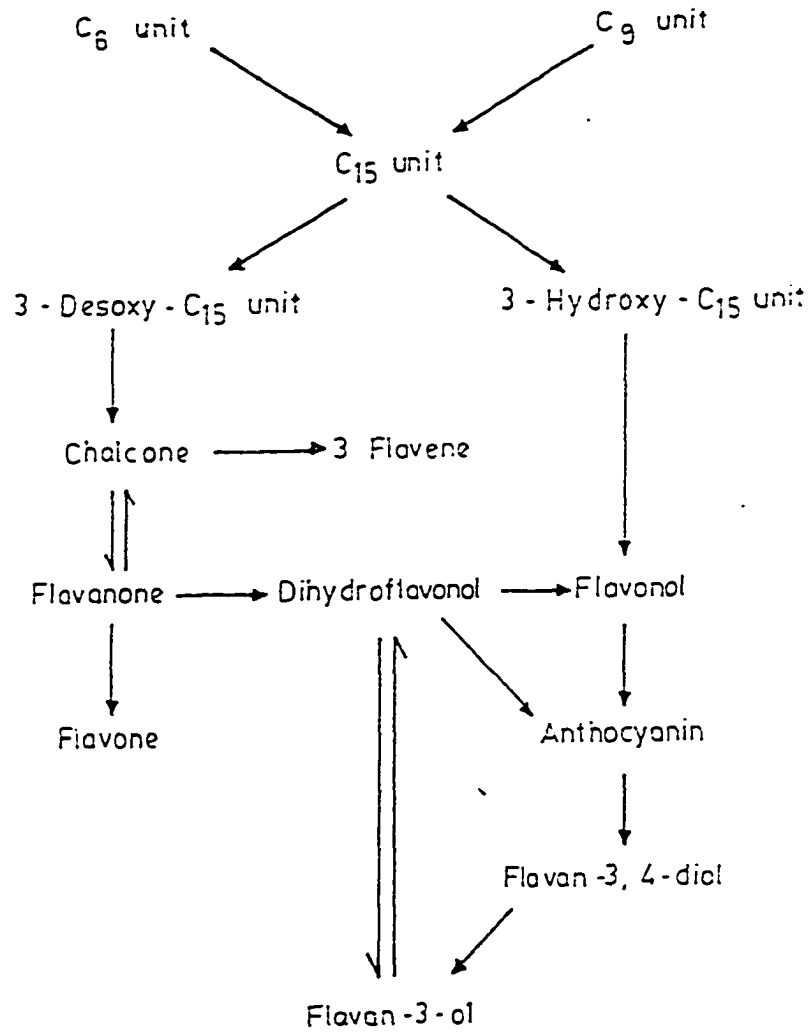 C6 unit
C9 unit
C15 unit
3 - Desoxy - C15 unit
3 - Hydroxy - C15 unit
Chalcone
3 Flavene
Flavanone
Dihydroflavonol
Flavonol
Flavone
Anthocyanin
Flavan - 3, 4 - diol
Flavan - 3 - ol